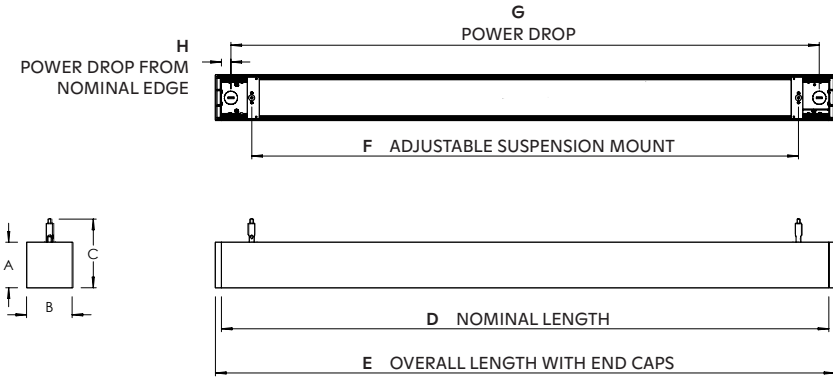 G
POWER DROP
H
POWER DROP FROM
NOMINAL EDGE
F ADJUSTABLE SUSPENSION MOUNT
A
B
C
D NOMINAL LENGTH
E OVERALL LENGTH WITH END CAPS